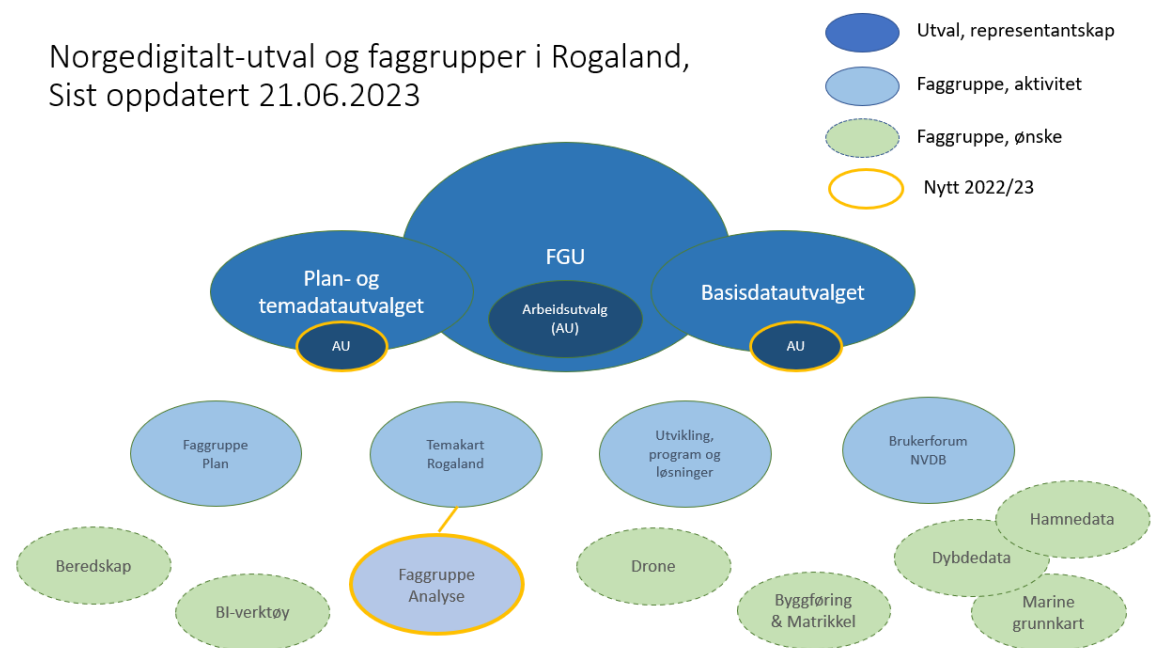 Norgedigitalt-utval og faggrupper i Rogaland,
Sist oppdatert 21.06.2023
Utval, representantskap
Faggruppe, aktivitet
Faggruppe, ønske
Nytt 2022/23
FGU
Arbeidsutvalg
(AU)
Plan- og
temadatautvalget
AU
Basisdatautvalget
AU
Faggruppe
Plan
Temakart
Rogaland
Utvikling,
program og
løsninger
Brukerforum
NVDB
Beredskap
BI-verktøy
Faggruppe
Analyse
Drone
Byggføring
& Matrikkel
Hamnedata
Dybdedata
Marine
grunnkart